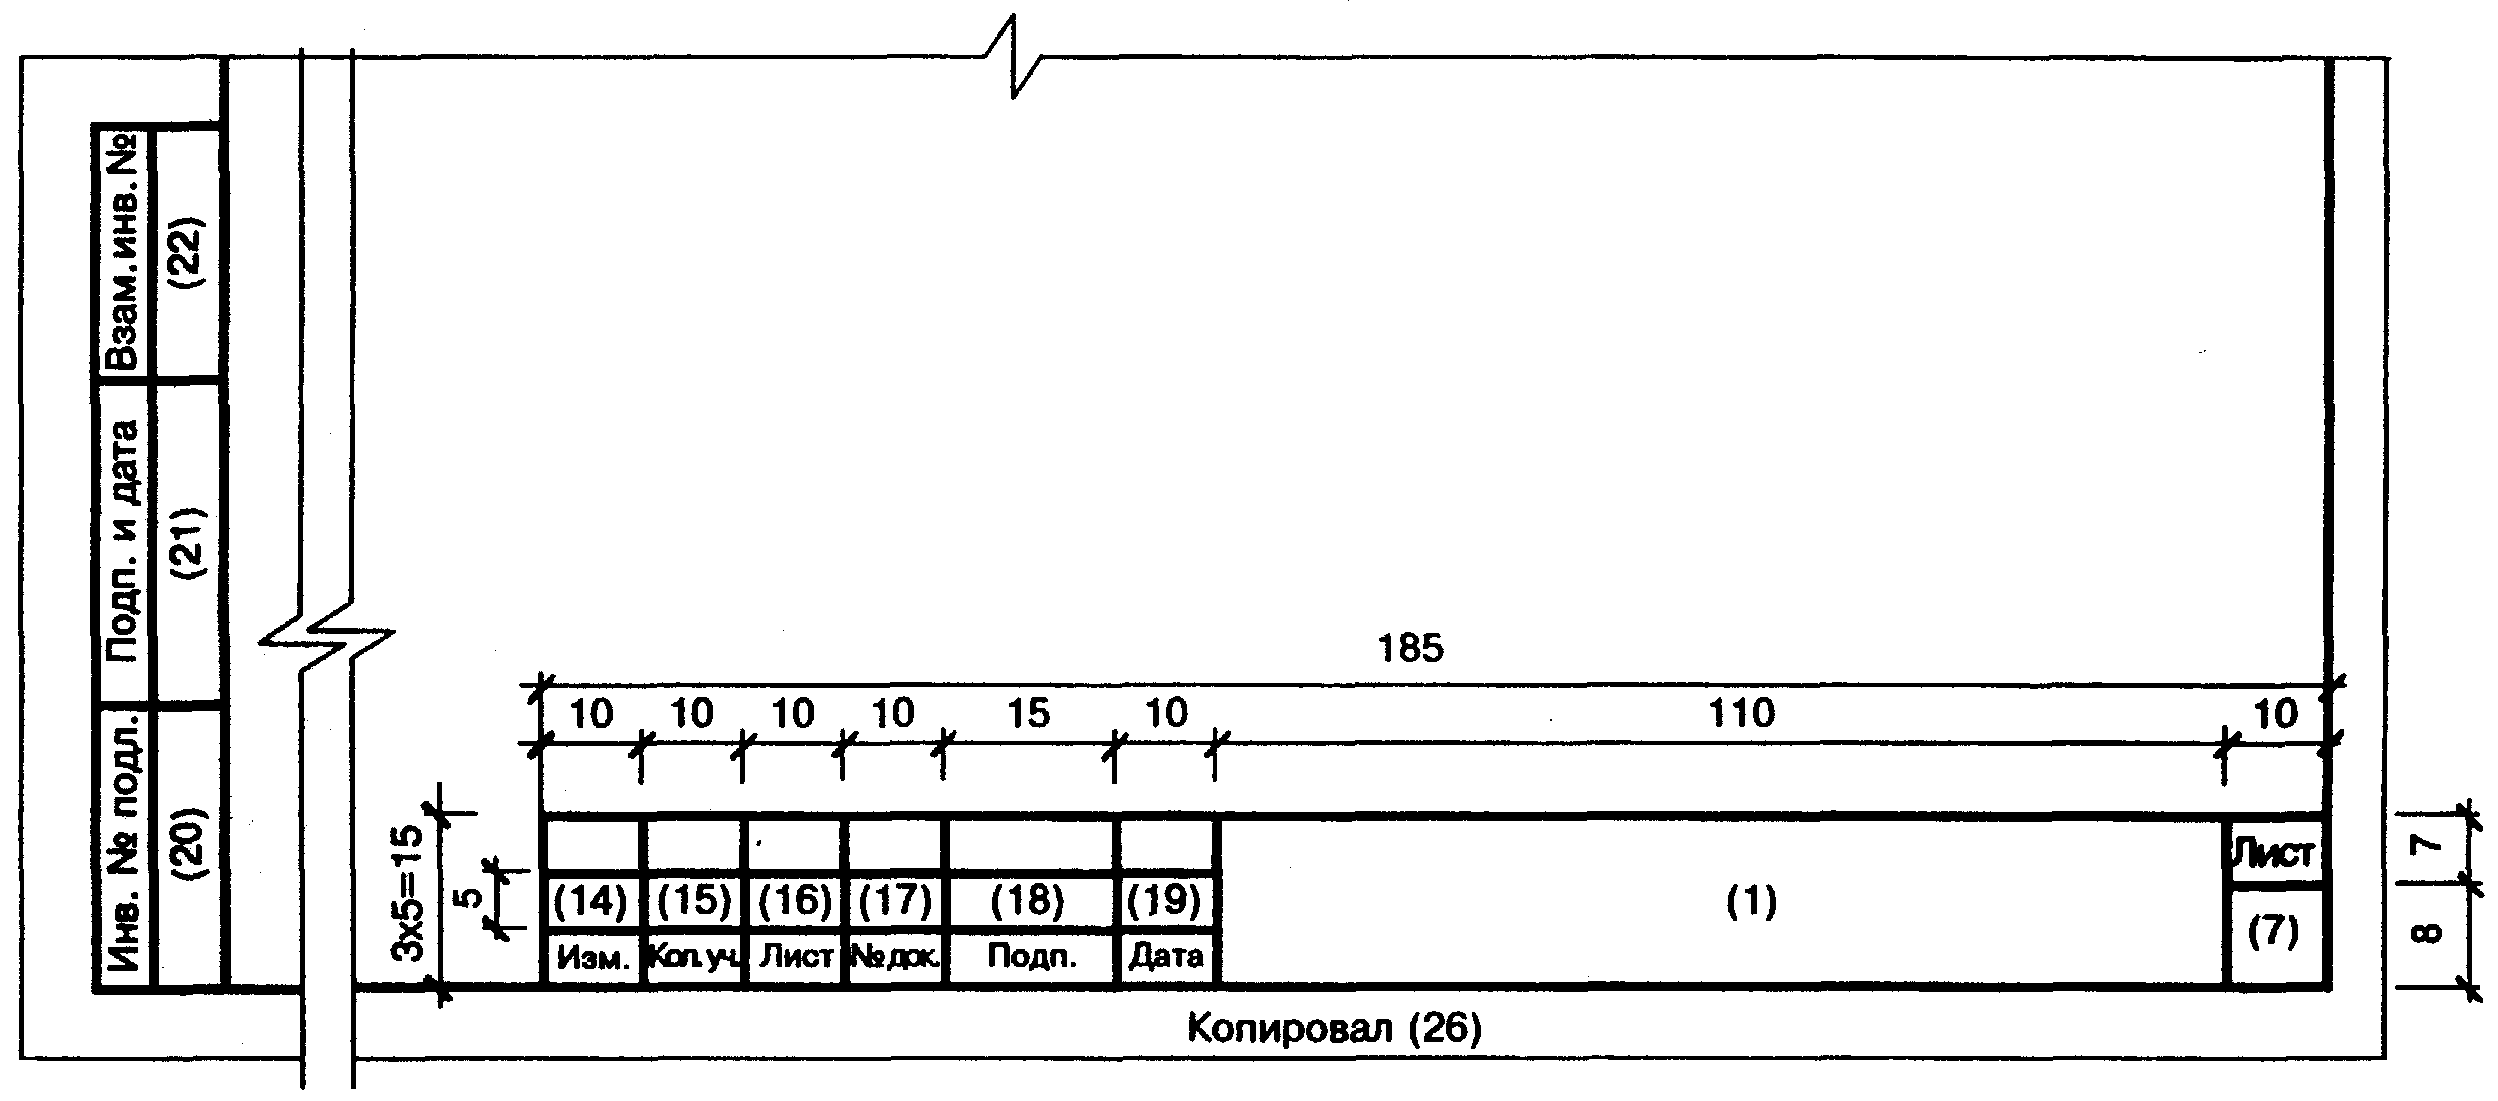 Взам.инв.№
(22)
Подп. и дата
(21)
Инв. № подл.
(20)
185
10 10 10 10 15 10 110 10
3х5=15
5
7
8
Лист
(14) (15) (16) (17) (18) (19) (1)
(7)
Изм. Кол.уч. Лист №док. Подп. Дата
Копировал (26)